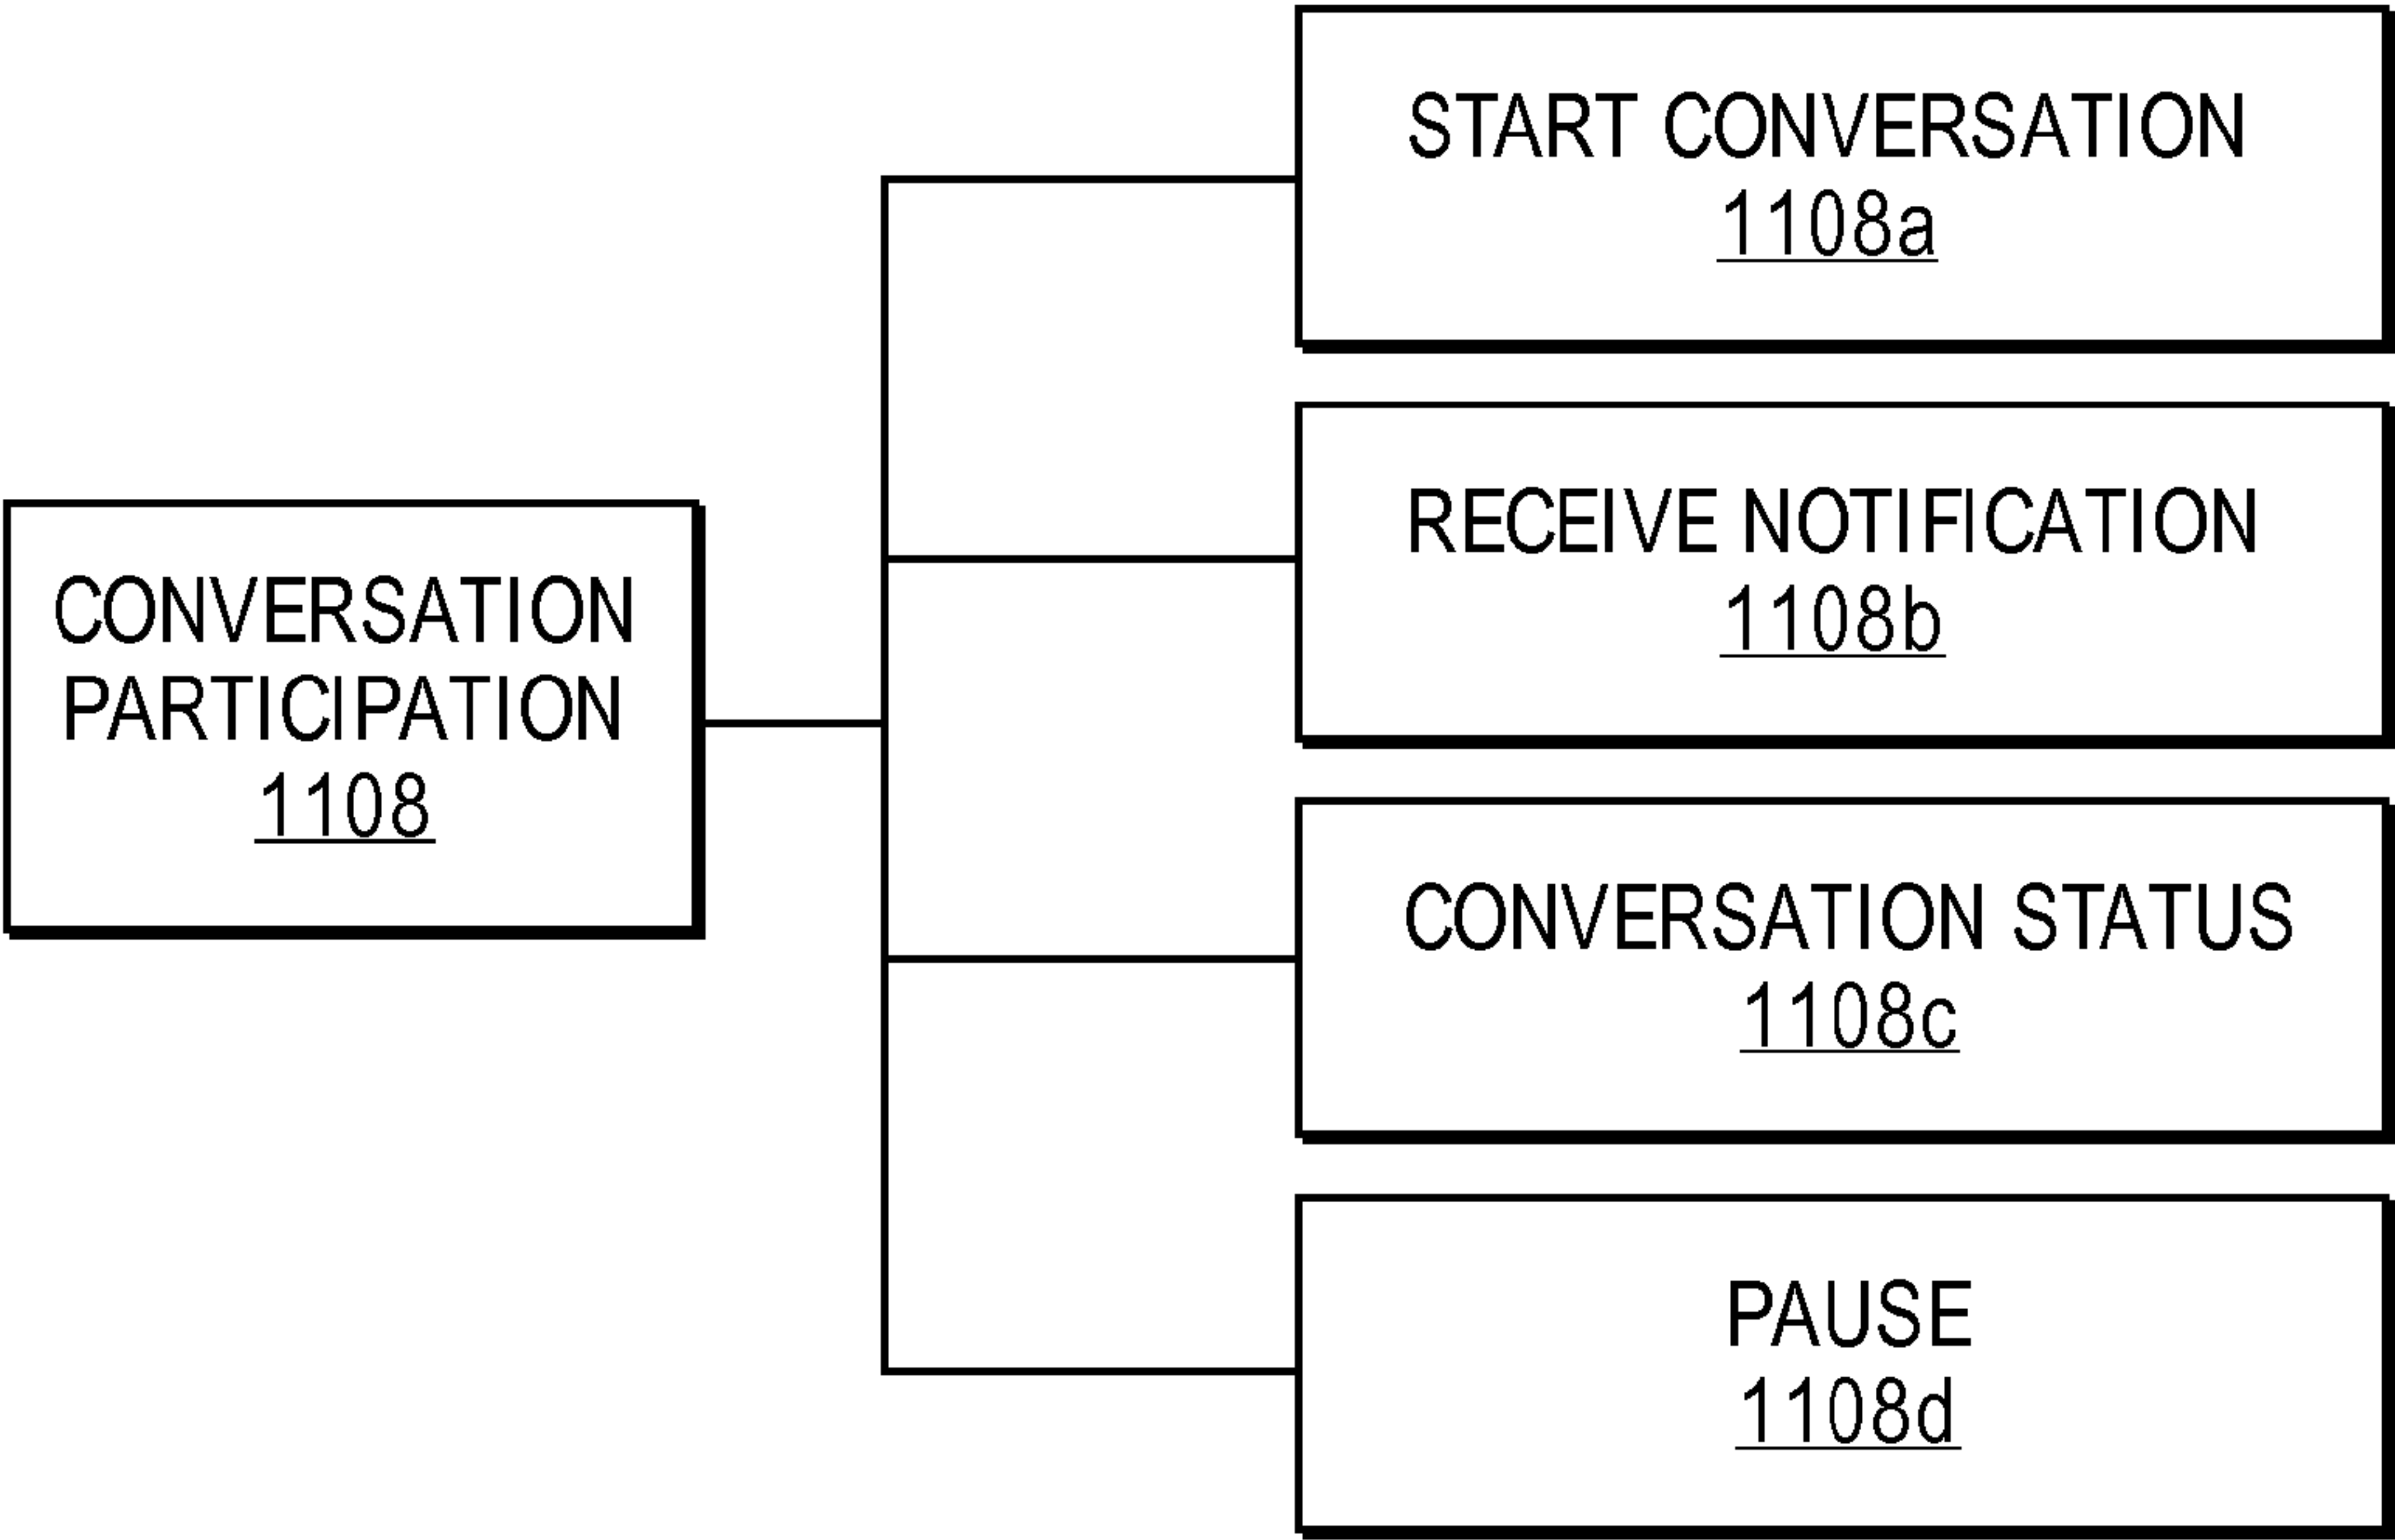 START CONVERSATION
1108a
RECEIVE NOTIFICATION
1108b
CONVERSATION
PARTICIPATION
1108
CONVERSATION STATUS
1108c
PAUSE
1108d